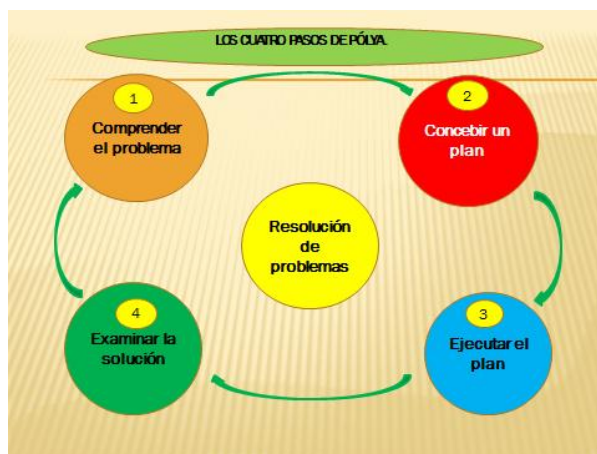 LOS CUATRO PASOS DE PÓLYA.
1
Comprender
el problema
2
Concebir un
plan
Resolución
de
problemas
4
Examinar la
solución
3
Ejecutar el
plan